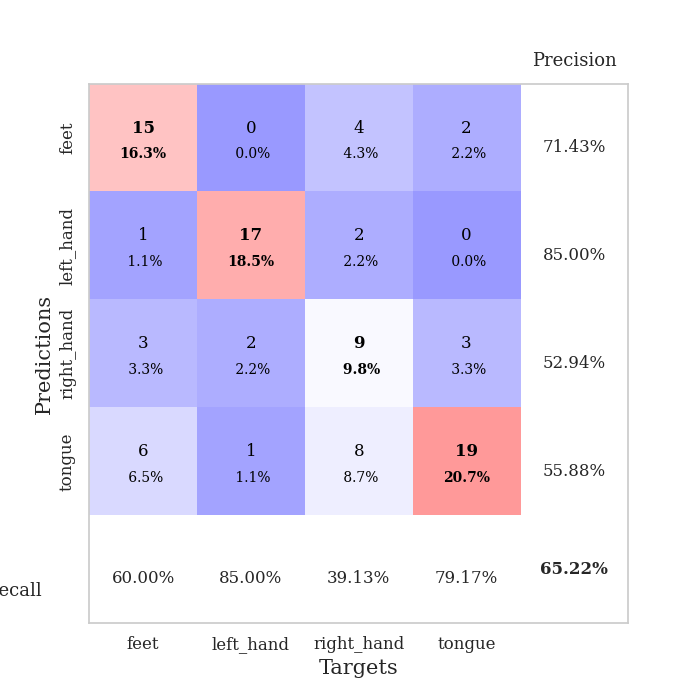 Precision
feet 15 0 4 2 71.43%
16.3% 0.0% 4.3% 2.2%
left_hand 1 17 2 0 85.00%
1.1% 18.5% 2.2% 0.0%
Predictions
right_hand 3 2 9 3 52.94%
3.3% 2.2% 9.8% 3.3%
tongue 6 1 8 19 55.88%
6.5% 1.1% 8.7% 20.7%
ecall 60.00% 85.00% 39.13% 79.17% 65.22%
feet left_hand right_hand tongue
Targets